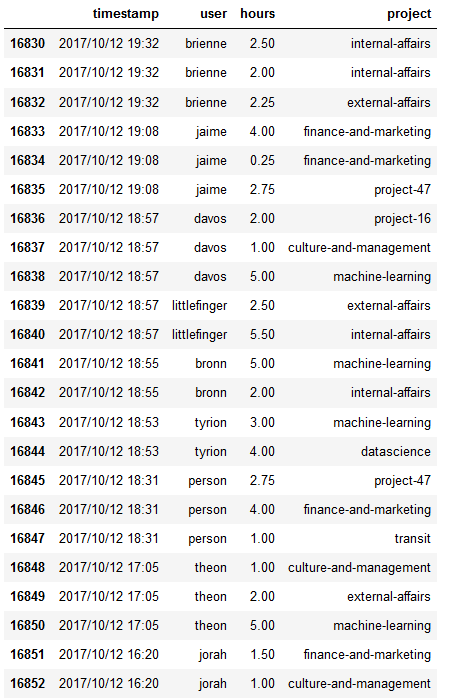 timestamp user hours project
16830 2017/10/12 19:32 brienne 2.50 internal-affairs
16831 2017/10/12 19:32 brienne 2.00 internal-affairs
16832 2017/10/12 19:32 brienne 2.25 external-affairs
16833 2017/10/12 19:08 jaime 4.00 finance-and-marketing
16834 2017/10/12 19:08 jaime 0.25 finance-and-marketing
16835 2017/10/12 19:08 jaime 2.75 project-47
16836 2017/10/12 18:57 davos 2.00 project-16
16837 2017/10/12 18:57 davos 1.00 culture-and-management
16838 2017/10/12 18:57 davos 5.00 machine-learning
16839 2017/10/12 18:57 littlefinger 2.50 external-affairs
16840 2017/10/12 18:57 littlefinger 5.50 internal-affairs
16841 2017/10/12 18:55 bronn 5.00 machine-learning
16842 2017/10/12 18:55 bronn 2.00 internal-affairs
16843 2017/10/12 18:53 tyrion 3.00 machine-learning
16844 2017/10/12 18:53 tyrion 4.00 datascience
16845 2017/10/12 18:31 person 2.75 project-47
16846 2017/10/12 18:31 person 4.00 finance-and-marketing
16847 2017/10/12 18:31 person 1.00 transit
16848 2017/10/12 17:05 theon 1.00 culture-and-management
16849 2017/10/12 17:05 theon 2.00 external-affairs
16850 2017/10/12 17:05 theon 5.00 machine-learning
16851 2017/10/12 16:20 jorah 1.50 finance-and-marketing
16852 2017/10/12 16:20 jorah 1.00 culture-and-management